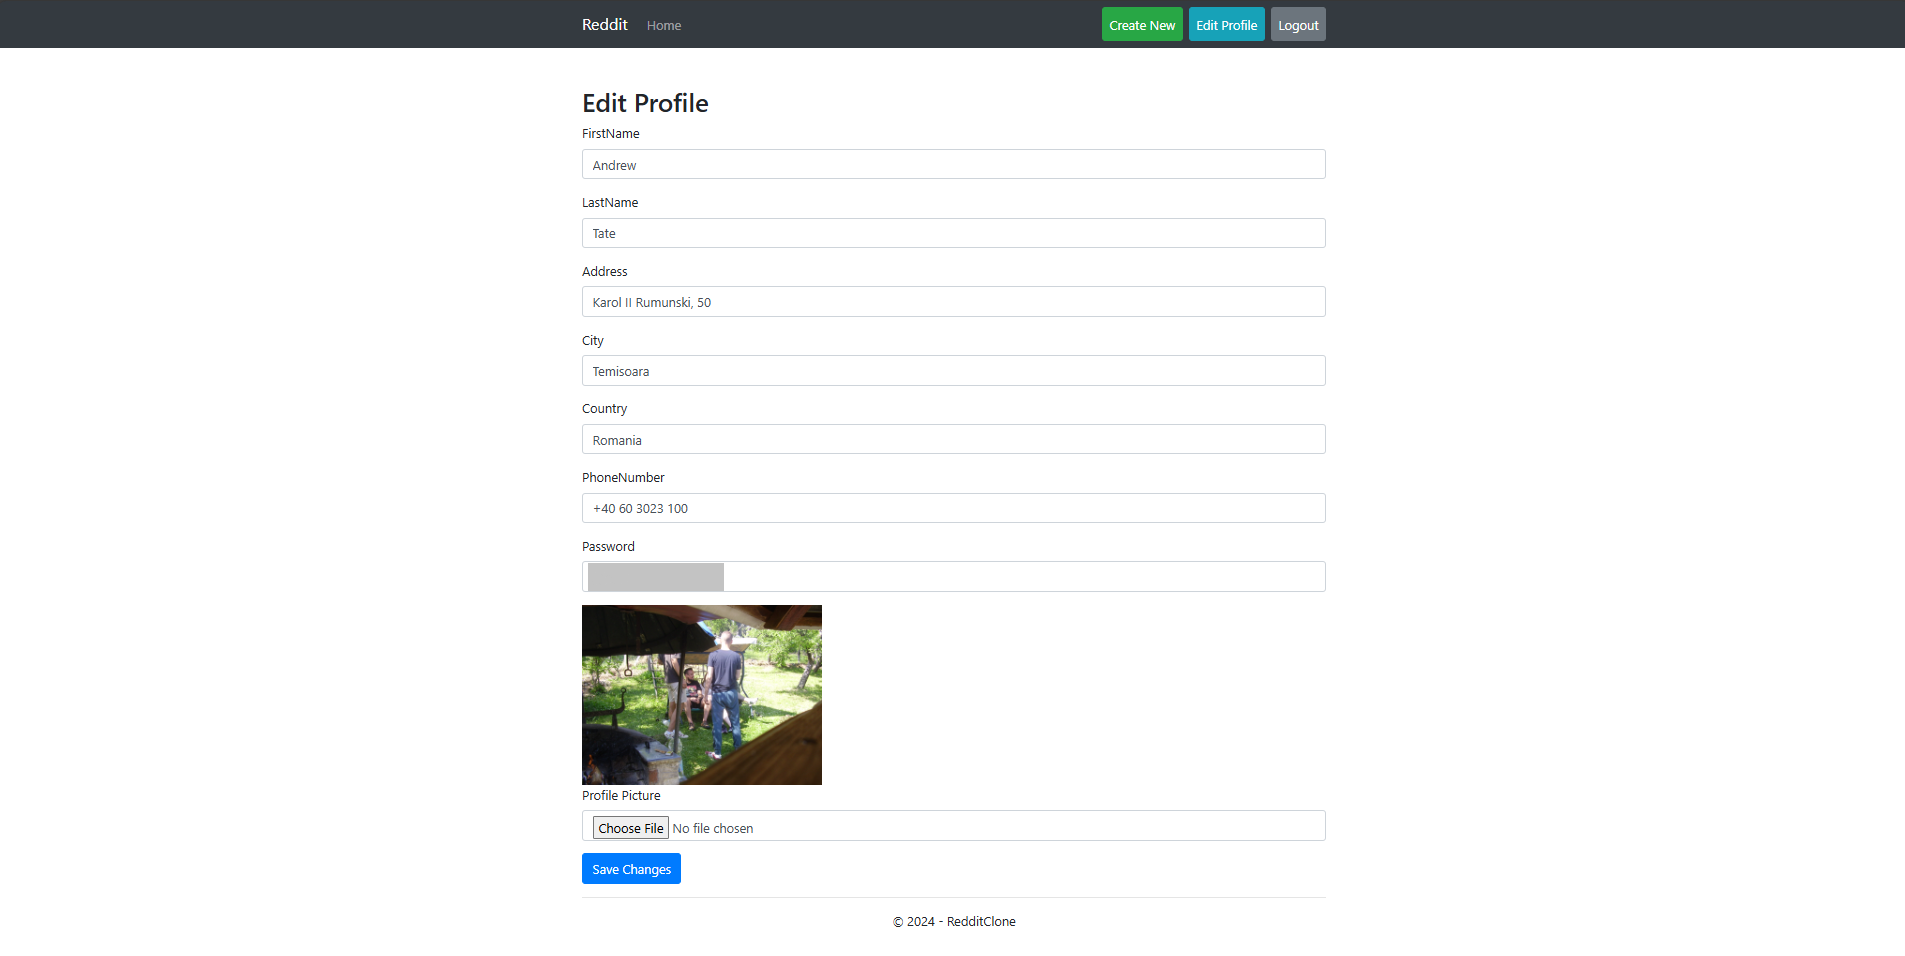 Reddit Home Create New Edit Profile Logout
Edit Profile
FirstName
Andrew
LastName
Tate
Address
Karol II Rumunski, 50
City
Temisoara
Country
Romania
PhoneNumber
+40 60 3023 100
Password
Profile Picture
Choose File No file chosen
Save Changes
© 2024 - RedditClone